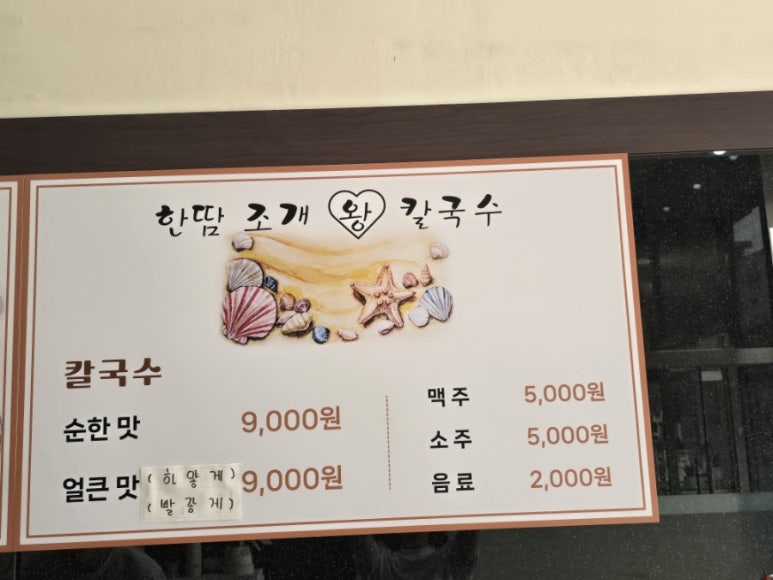 한땀 조개 왕 칼국수
칼국수
순한 맛 9,000원
얼큰 맛 (하얗게) 9,000원
(빨갛게)
맥주 5,000원
소주 5,000원
음료 2,000원